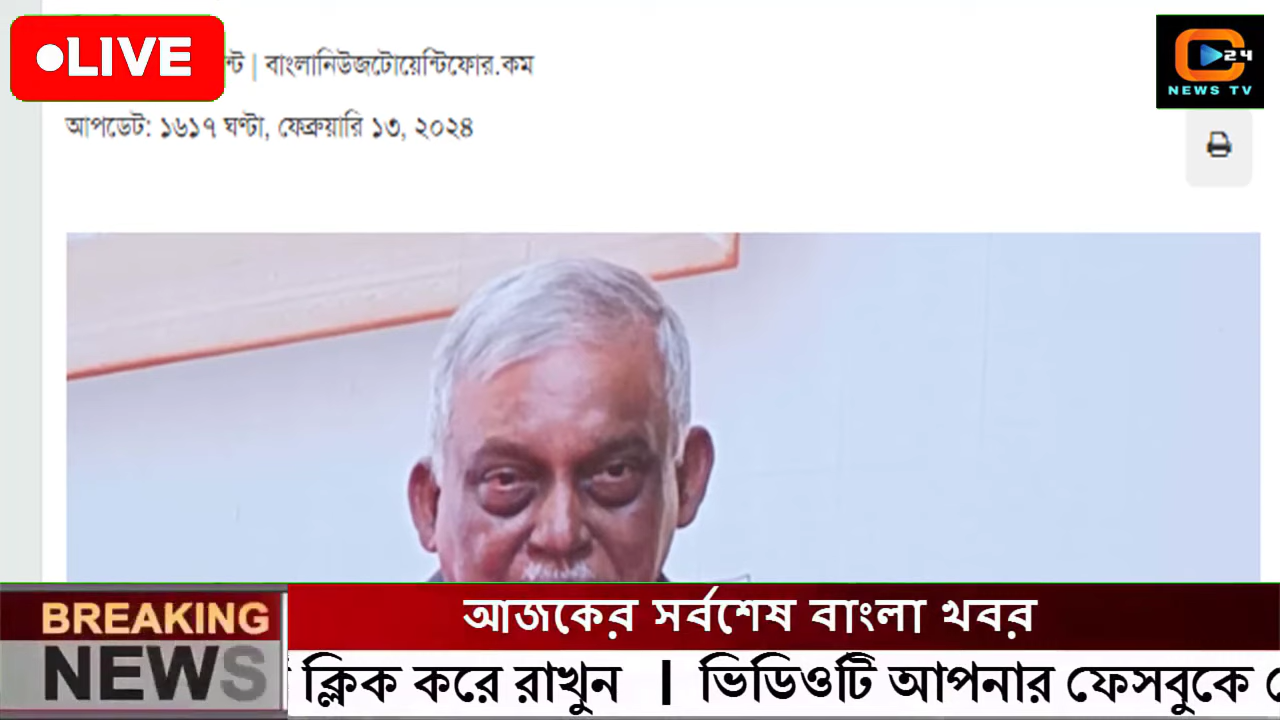 LIVE
ন্ট | বাংলানিউজটোয়েন্টিফোর.কম
24
NEWS TV
আপডেট: ১৬১৭ ঘণ্টা, ফেব্রুয়ারি ১৩, ২০২৪
BREAKING
NEWS
আজকের সর্বশেষ বাংলা খবর
ক্লিক করে রাখুন । ভিডিওটি আপনার ফেসবুকে